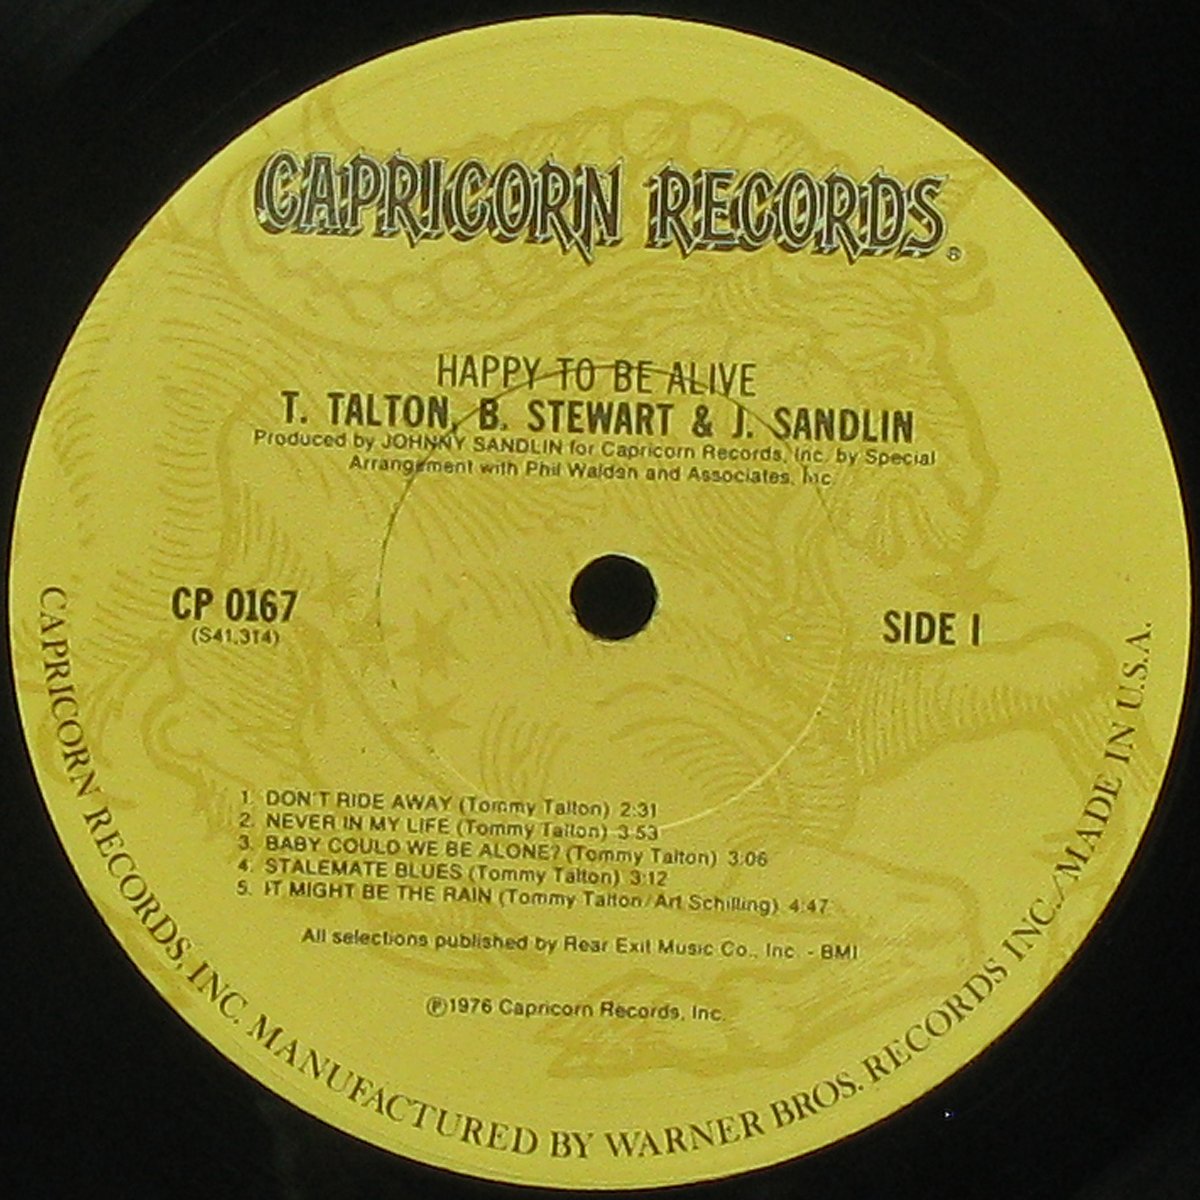 CAPRICORN RECORDS®
HAPPY TO BE ALIVE
T. TALTON, B. STEWART & J. SANDLIN
Produced by JOHNNY SANDLIN for Capricorn Records, Inc. by Special
Arrangement with Phil Walden and Associates, Inc.
CP 0167
(S41,314)
SIDE 1
1. DON'T RIDE AWAY (Tommy Talton) 2:31
2. NEVER IN MY LIFE (Tommy Talton) 3:53
3. BABY COULD WE BE ALONE? (Tommy Talton) 3:06
4. STALEMATE BLUES (Tommy Talton) 3:12
5. IT MIGHT BE THE RAIN (Tommy Talton/Art Schilling) 4:47
All selections published by Rear Exit Music Co., Inc. - BMI
℗1976 Capricorn Records, Inc.
CAPRICORN RECORDS, INC. MANUFACTURED BY WARNER BROS. RECORDS INC./MADE IN U.S.A.